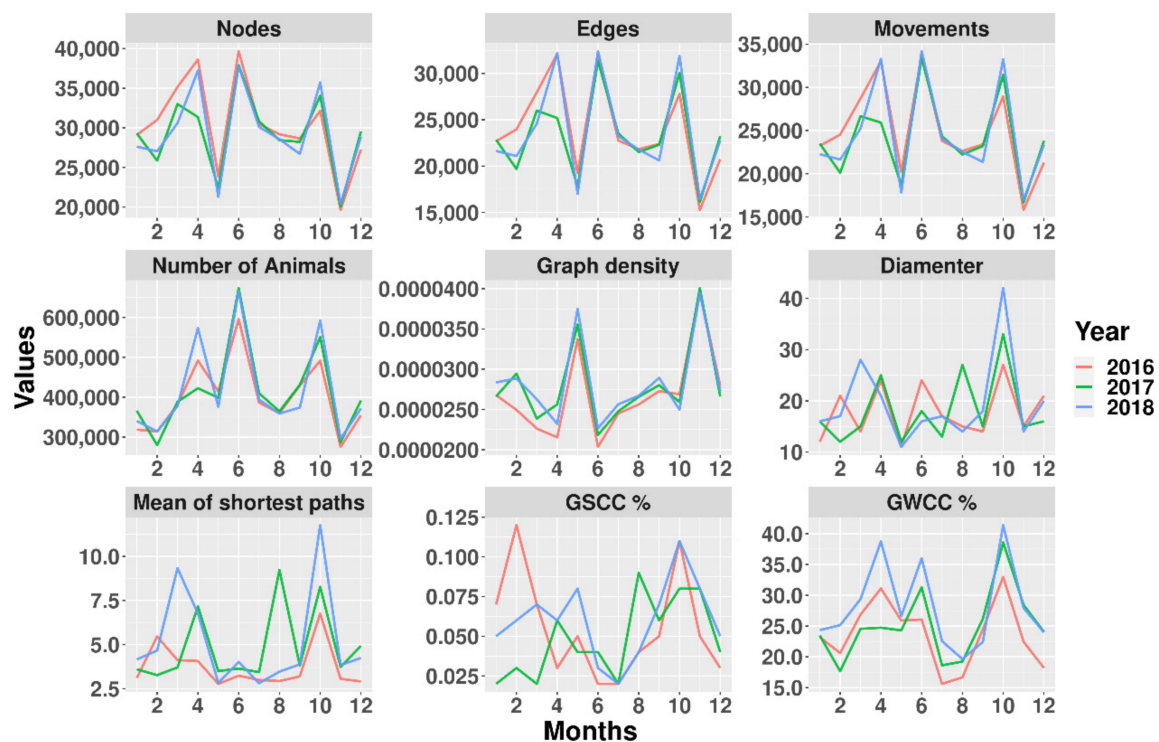 Nodes
Edges
Movements
40,000
35,000
30,000
25,000
20,000
2 4 6 8 10 12
30,000
25,000
20,000
15,000
2 4 6 8 10 12
35,000
30,000
25,000
20,000
15,000
2 4 6 8 10 12
Number of Animals
Graph density
Diamenter
600,000
500,000
400,000
300,000
2 4 6 8 10 12
0.0000400
0.0000350
0.0000300
0.0000250
0.0000200
2 4 6 8 10 12
40
30
20
10
2 4 6 8 10 12
Mean of shortest paths
GSCC %
GWCC %
10.0
7.5
5.0
2.5
2 4 6 8 10 12
0.125
0.100
0.075
0.050
0.025
2 4 6 8 10 12
40.0
35.0
30.0
25.0
20.0
15.0
2 4 6 8 10 12
Values
Months
Year
2016
2017
2018